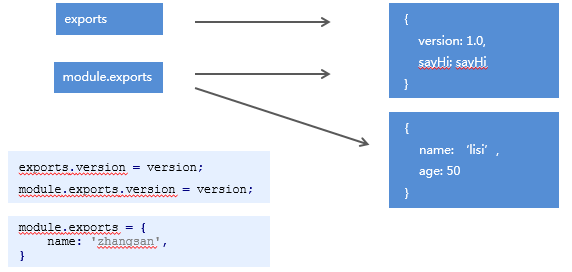 exports
module.exports
{
version: 1.0,
sayHi: sayHi
}
{
name: ‘lisi’ ,
age: 50
}
exports.version = version;
module.exports.version = version;
module.exports = {
name: 'zhangsan',
}